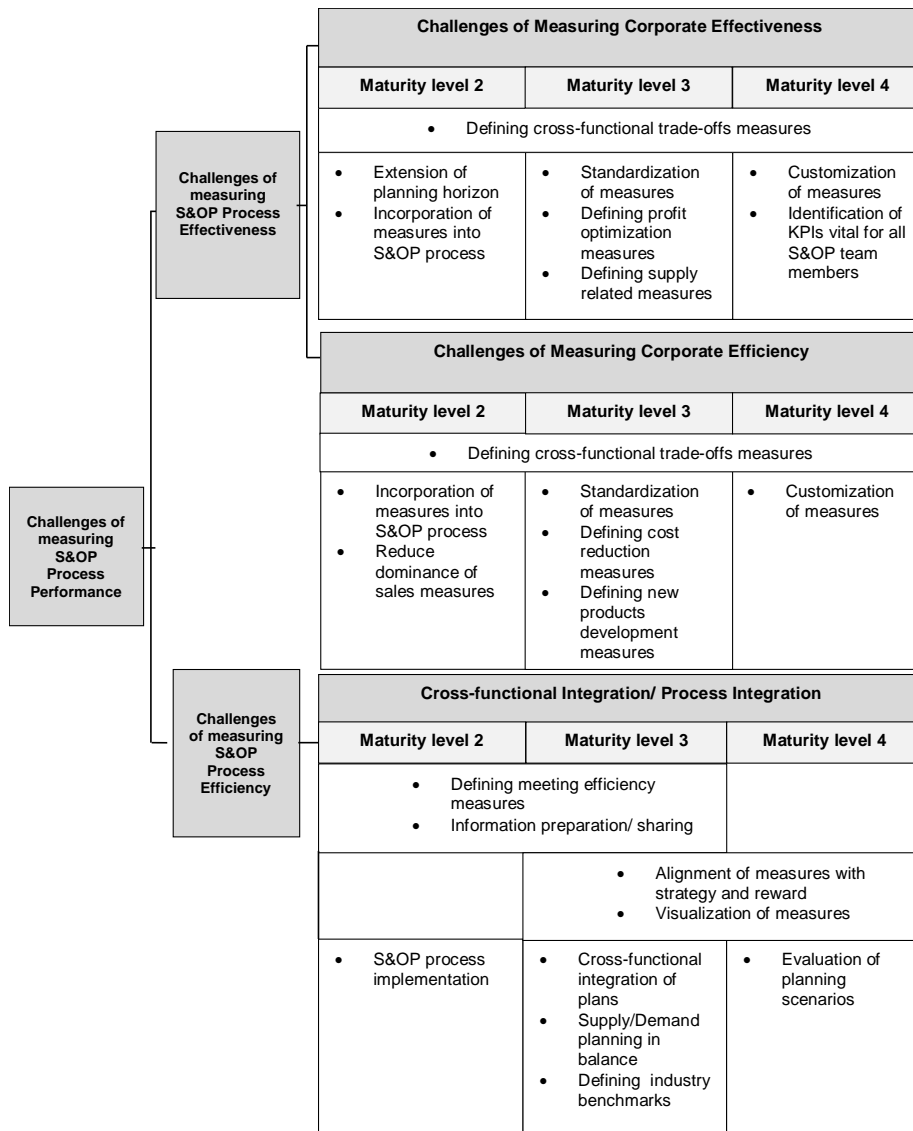 Challenges of Measuring Corporate Effectiveness
Maturity level 2
Maturity level 3
Maturity level 4
• Defining cross-functional trade-offs measures
Challenges of
measuring
S&OP Process
Effectiveness
• Extension of
planning horizon
• Incorporation of
measures into
S&OP process
• Standardization
of measures
• Defining profit
optimization
measures
• Defining supply
related measures
• Customization
of measures
• Identification of
KPIs vital for all
S&OP team
members
Challenges of Measuring Corporate Efficiency
Maturity level 2
Maturity level 3
Maturity level 4
• Defining cross-functional trade-offs measures
• Incorporation of
measures into
S&OP process
• Reduce
dominance of
sales measures
• Standardization
of measures
• Defining cost
reduction
measures
• Defining new
products
development
measures
• Customization
of measures
Challenges of
measuring
S&OP
Process
Performance
Cross-functional Integration/ Process Integration
Challenges
of measuring
S&OP
Process
Efficiency
Maturity level 2
Maturity level 3
Maturity level 4
• Defining meeting efficiency
measures
• Information preparation/ sharing
• Alignment of measures with
strategy and reward
• Visualization of measures
• S&OP process
implementation
• Cross-functional
integration of
plans
• Supply/Demand
planning in
balance
• Defining industry
benchmarks
• Evaluation of
planning
scenarios